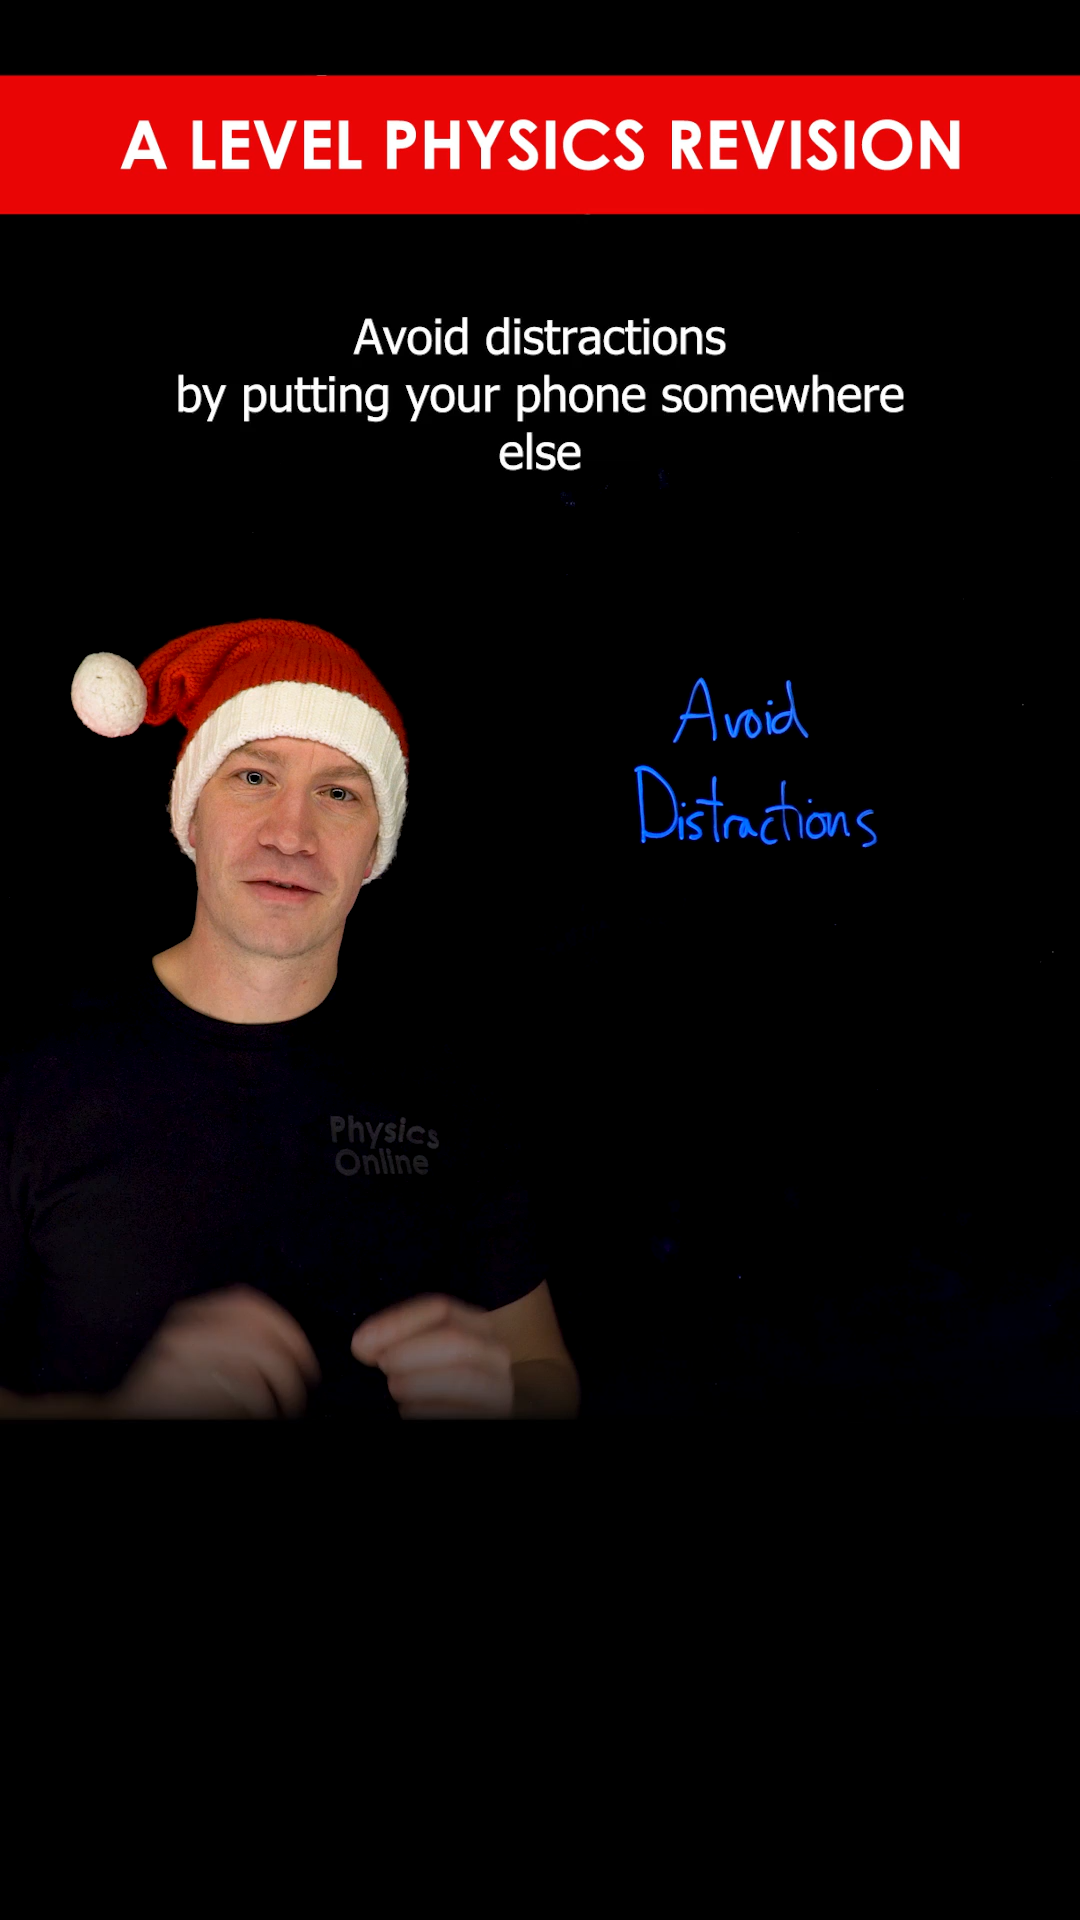 A LEVEL PHYSICS REVISION
Avoid distractions
by putting your phone somewhere
else
Avoid
Distractions
Physics
Online